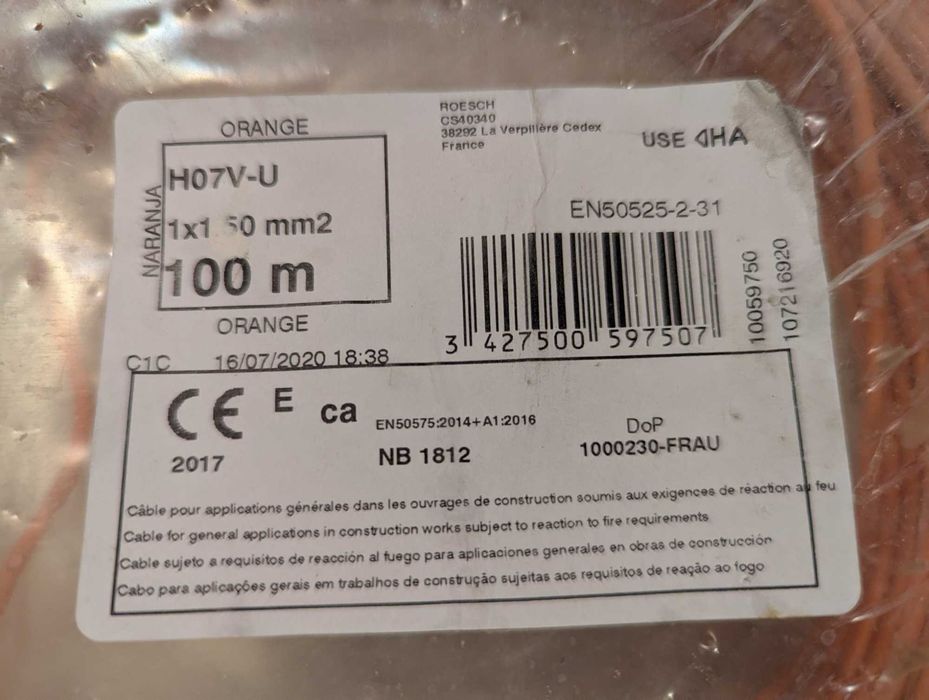 ORANGE
NARANJA
H07V-U
1x1.50 mm2
100 m
ORANGE
C1C 16/07/2020 18:38
ROESCH
CS40340
38292 La Verpillère Cedex
France
USE ◁HA
EN50525-2-31
3 427500 597507
10059750
107216920
CE E ca
EN50575:2014+A1:2016
DoP
2017
NB 1812
1000230-FRAU
Câble pour applications générales dans les ouvrages de construction soumis aux exigences de réaction au feu
Cable for general applications in construction works subject to reaction to fire requirements
Cable sujeto a requisitos de reacción al fuego para aplicaciones generales en obras de construcción
Cabo para aplicações gerais em trabalhos de construção sujeitas aos requisitos de reação ao fogo